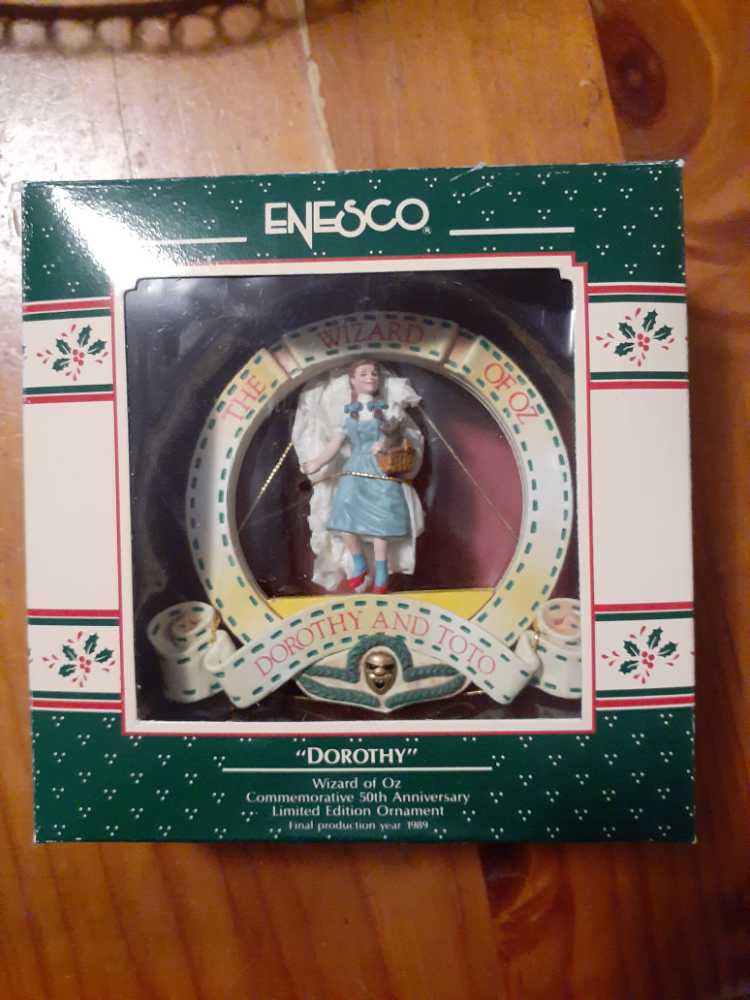 ENESCO®
THE WIZARD OF OZ
DOROTHY AND TOTO
"DOROTHY"
Wizard of Oz
Commemorative 50th Anniversary
Limited Edition Ornament
Final production year 1989